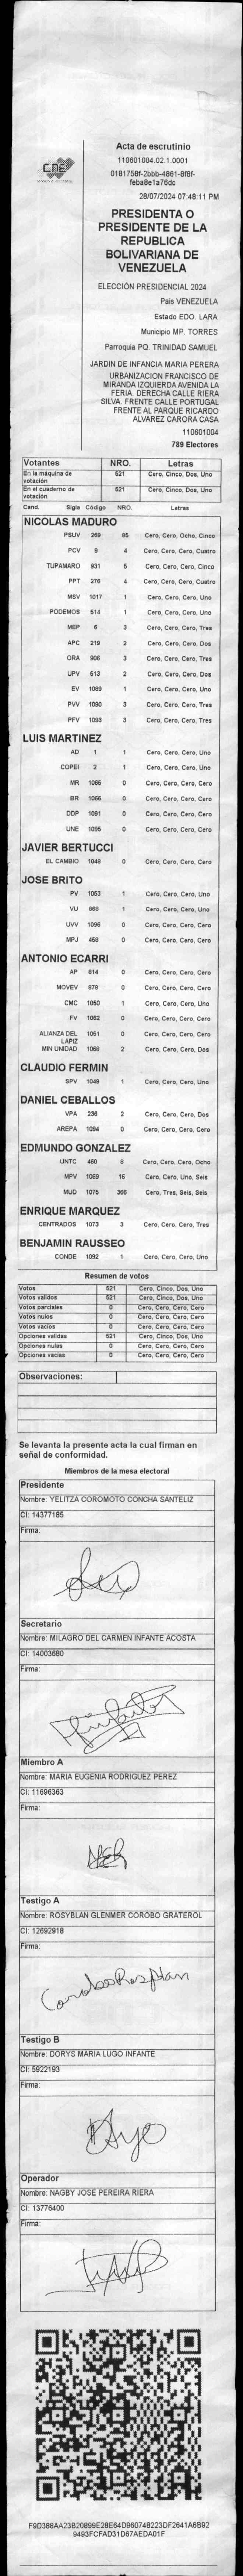 CNE
Acta de escrutinio
110601004.02.1.0001
0181758f-2bbb-4861-8f8f-
feba8e1a76dc
28/07/2024 07:48:11 PM
PRESIDENTA O
PRESIDENTE DE LA
REPUBLICA
BOLIVARIANA DE
VENEZUELA
ELECCIÓN PRESIDENCIAL 2024
País VENEZUELA
Estado EDO. LARA
Municipio MP. TORRES
Parroquia PQ. TRINIDAD SAMUEL
JARDIN DE INFANCIA MARIA PERERA
URBANIZACION FRANCISCO DE
MIRANDA IZQUIERDA AVENIDA LA
FERIA. DERECHA CALLE RIERA
SILVA. FRENTE CALLE PORTUGAL
FRENTE AL PARQUE RICARDO
ALVAREZ CARORA CASA
110601004
789 Electores
Votantes NRO. Letras
En la máquina de votación 521 Cero, Cinco, Dos, Uno
En el cuaderno de votación 521 Cero, Cinco, Dos, Uno
Cand. Sigla Código NRO. Letras
NICOLAS MADURO
PSUV 269 85 Cero, Cero, Ocho, Cinco
PCV 9 4 Cero, Cero, Cero, Cuatro
TUPAMARO 931 5 Cero, Cero, Cero, Cinco
PPT 276 4 Cero, Cero, Cero, Cuatro
MSV 1017 1 Cero, Cero, Cero, Uno
PODEMOS 514 1 Cero, Cero, Cero, Uno
MEP 6 3 Cero, Cero, Cero, Tres
APC 219 2 Cero, Cero, Cero, Dos
ORA 906 3 Cero, Cero, Cero, Tres
UPV 513 2 Cero, Cero, Cero, Dos
EV 1089 1 Cero, Cero, Cero, Uno
PVV 1090 3 Cero, Cero, Cero, Tres
PFV 1093 3 Cero, Cero, Cero, Tres
LUIS MARTINEZ
AD 1 1 Cero, Cero, Cero, Uno
COPEI 2 1 Cero, Cero, Cero, Uno
MR 1065 0 Cero, Cero, Cero, Cero
BR 1066 0 Cero, Cero, Cero, Cero
DDP 1091 0 Cero, Cero, Cero, Cero
UNE 1095 0 Cero, Cero, Cero, Cero
JAVIER BERTUCCI
EL CAMBIO 1048 0 Cero, Cero, Cero, Cero
JOSE BRITO
PV 1053 1 Cero, Cero, Cero, Uno
VU 868 1 Cero, Cero, Cero, Uno
UVV 1096 0 Cero, Cero, Cero, Cero
MPJ 458 0 Cero, Cero, Cero, Cero
ANTONIO ECARRI
AP 614 0 Cero, Cero, Cero, Cero
MOVEV 878 0 Cero, Cero, Cero, Cero
CMC 1050 1 Cero, Cero, Cero, Uno
FV 1062 0 Cero, Cero, Cero, Cero
ALIANZA DEL LAPIZ 1051 0 Cero, Cero, Cero, Cero
MIN UNIDAD 1068 2 Cero, Cero, Cero, Dos
CLAUDIO FERMIN
SPV 1049 1 Cero, Cero, Cero, Uno
DANIEL CEBALLOS
VPA 236 2 Cero, Cero, Cero, Dos
AREPA 1094 0 Cero, Cero, Cero, Cero
EDMUNDO GONZALEZ
UNTC 460 8 Cero, Cero, Cero, Ocho
MPV 1069 16 Cero, Cero, Uno, Seis
MUD 1075 366 Cero, Tres, Seis, Seis
ENRIQUE MARQUEZ
CENTRADOS 1073 3 Cero, Cero, Cero, Tres
BENJAMIN RAUSSEO
CONDE 1092 1 Cero, Cero, Cero, Uno
Resumen de votos
Votos 521 Cero, Cinco, Dos, Uno
Votos validos 521 Cero, Cinco, Dos, Uno
Votos parciales 0 Cero, Cero, Cero, Cero
Votos nulos 0 Cero, Cero, Cero, Cero
Votos vacios 0 Cero, Cero, Cero, Cero
Opciones validas 521 Cero, Cinco, Dos, Uno
Opciones nulas 0 Cero, Cero, Cero, Cero
Opciones vacias 0 Cero, Cero, Cero, Cero
Observaciones:
Se levanta la presente acta la cual firman en
señal de conformidad.
Miembros de la mesa electoral
Presidente
Nombre: YELITZA COROMOTO CONCHA SANTELIZ
CI: 14377185
Firma:
Secretario
Nombre: MILAGRO DEL CARMEN INFANTE ACOSTA
CI: 14003680
Firma:
Miembro A
Nombre: MARIA EUGENIA RODRIGUEZ PEREZ
CI: 11696363
Firma:
Testigo A
Nombre: ROSYBLAN GLENMER COROBO GRATEROL
CI: 12692918
Firma:
Testigo B
Nombre: DORYS MARIA LUGO INFANTE
CI: 5922193
Firma:
Operador
Nombre: NAGBY JOSE PEREIRA RIERA
CI: 13776400
Firma:
F9D388AA23B20899E28E64D960748223DF2641A6B92
9493FCFAD31D67AEDA01F